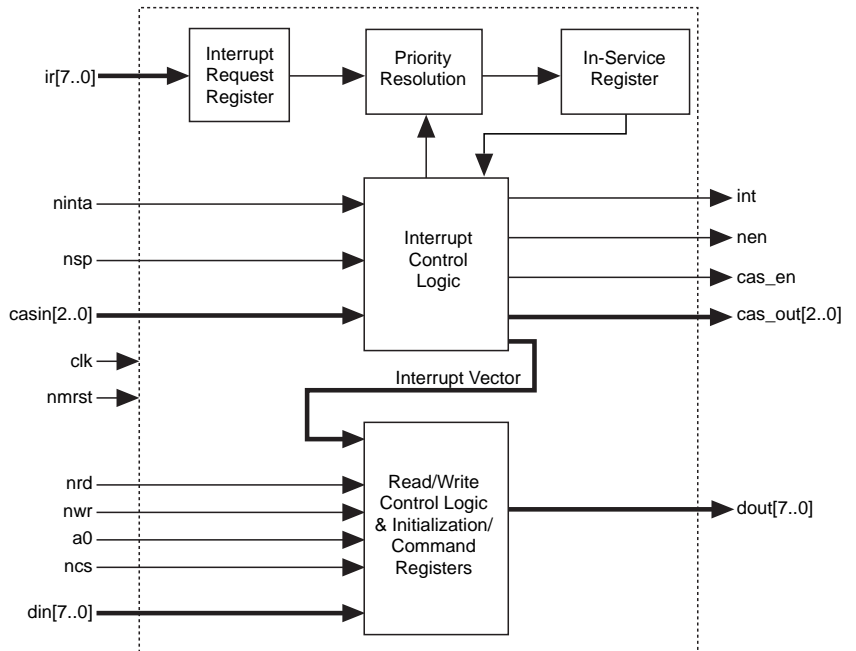 Interrupt
Request
Register
Priority
Resolution
In-Service
Register
ir[7..0]
ninta
nsp
casin[2..0]
clk
nmrst
Interrupt
Control
Logic
int
nen
cas_en
cas_out[2..0]
Interrupt Vector
nrd
nwr
a0
ncs
din[7..0]
Read/Write
Control Logic
& Initialization/
Command
Registers
dout[7..0]